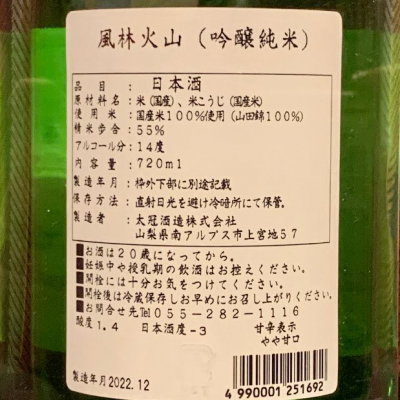 風林火山(吟醸純米)
品目：日本酒
原材料名：米(国産)、米こうじ(国産米)
使用米：国産米100%使用(山田錦100%)
精米歩合：55%
アルコール分：14度
内容量：720ml
製造年月：枠外下部に別途記載
保存方法：直射日光を避け冷暗所にて保管。
製造者：太冠酒造株式会社
山梨県南アルプス市上宮地57
■お酒は20歳になってから。
■妊娠中や授乳期の飲酒はお控えください。
■開栓には十分お気をつけてください。
■開栓後は冷蔵保存しお早めにお召し上がりください。
■お問合せ先Tel055-282-1116
酸度1.4 日本酒度-3 甘辛表示
やや甘口
製造年月2022.12
4 990001 251692